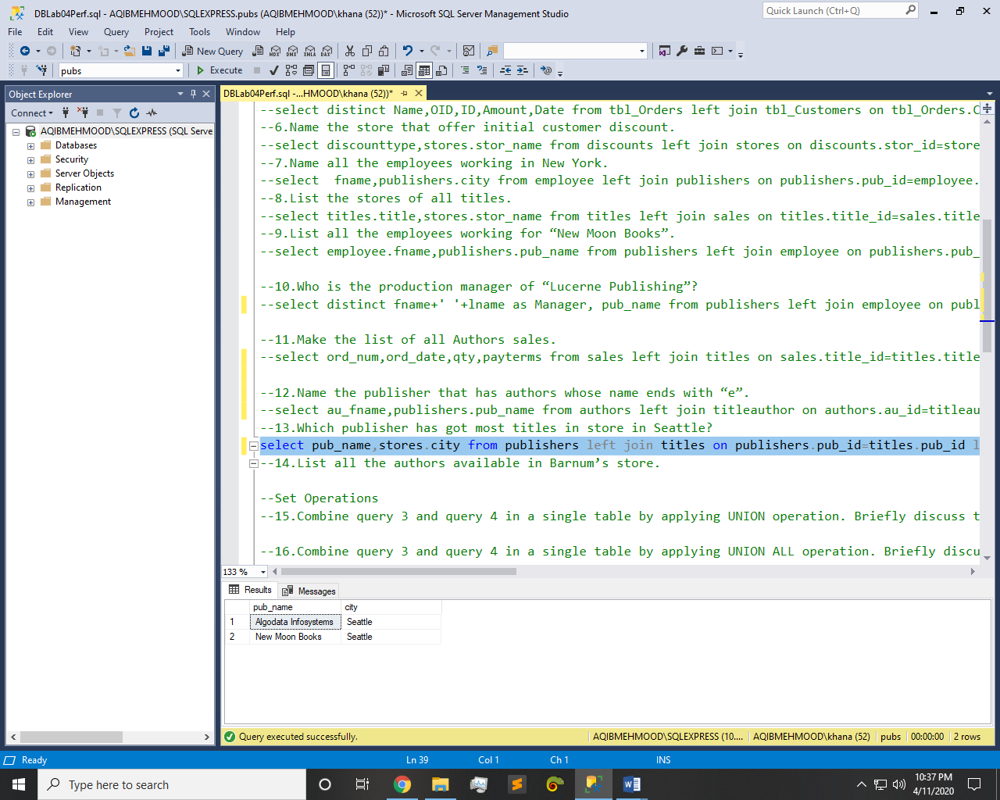 DBLab04Perf.sql - AQIBMEHMOOD\SQLEXPRESS.pubs (AQIBMEHMOOD\khana (52))* - Microsoft SQL Server Management Studio
Quick Launch (Ctrl+Q)
File Edit View Query Project Tools Window Help
New Query MDX DMX XMLA DAX
pubs Execute
Object Explorer
Connect
AQIBMEHMOOD\SQLEXPRESS (SQL Serve
Databases
Security
Server Objects
Replication
Management
DBLab04Perf.sql -...HMOOD\khana (52))*
--select distinct Name,OID,ID,Amount,Date from tbl_Orders left join tbl_Customers on tbl_Orders.C
--6.Name the store that offer initial customer discount.
--select discounttype,stores.stor_name from discounts left join stores on discounts.stor_id=store
--7.Name all the employees working in New York.
--select  fname,publishers.city from employee left join publishers on publishers.pub_id=employee.
--8.List the stores of all titles.
--select titles.title,stores.stor_name from titles left join sales on titles.title_id=sales.title
--9.List all the employees working for “New Moon Books”.
--select employee.fname,publishers.pub_name from publishers left join employee on publishers.pub_
--10.Who is the production manager of “Lucerne Publishing”?
--select distinct fname+' '+lname as Manager, pub_name from publishers left join employee on publ
--11.Make the list of all Authors sales.
--select ord_num,ord_date,qty,payterms from sales left join titles on sales.title_id=titles.title
--12.Name the publisher that has authors whose name ends with “e”.
--select au_fname,publishers.pub_name from authors left join titleauthor on authors.au_id=titleau
--13.Which publisher has got most titles in store in Seattle?
select pub_name,stores.city from publishers left join titles on publishers.pub_id=titles.pub_id l
--14.List all the authors available in Barnum’s store.
--Set Operations
--15.Combine query 3 and query 4 in a single table by applying UNION operation. Briefly discuss t
--16.Combine query 3 and query 4 in a single table by applying UNION ALL operation. Briefly discu
133 %
Results Messages
pub_name city
1 Algodata Infosystems Seattle
2 New Moon Books Seattle
Query executed successfully. AQIBMEHMOOD\SQLEXPRESS (10.... AQIBMEHMOOD\khana (52) pubs 00:00:00 2 rows
Ready Ln 39 Col 1 Ch 1 INS
Type here to search
10:37 PM
4/11/2020